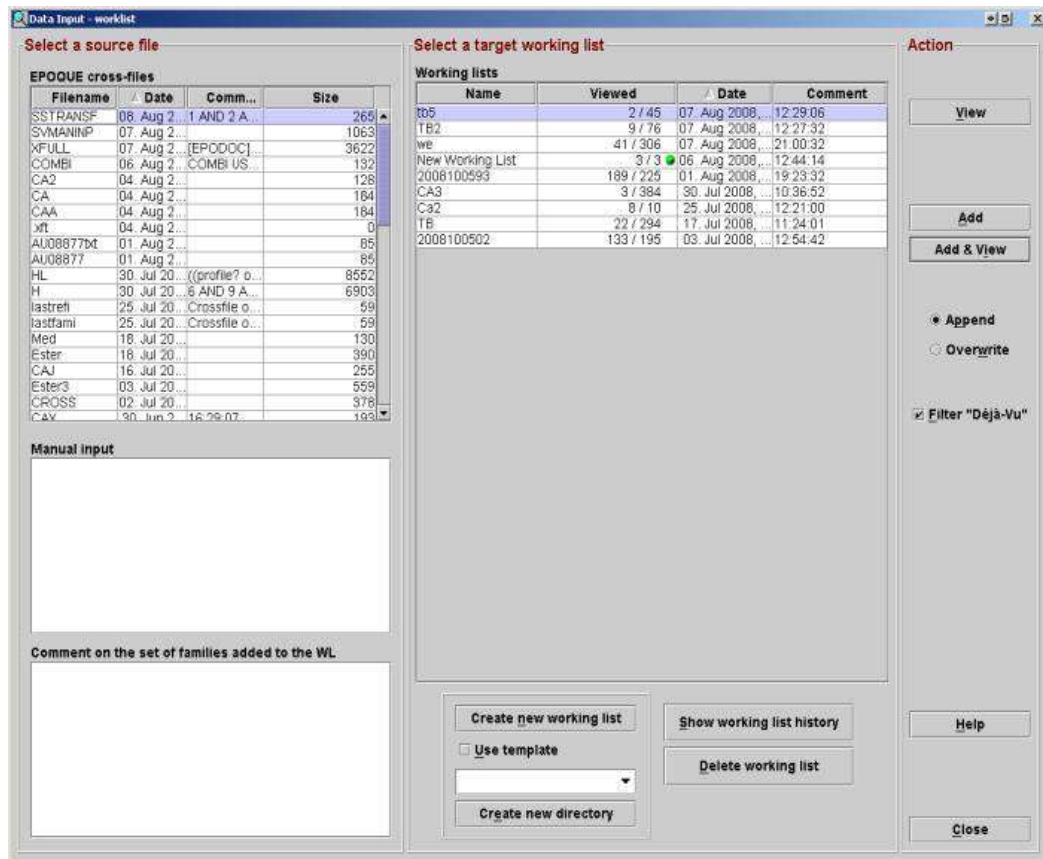 Data Input - worklist
Select a source file
EPOQUE cross-files
Filename Date Comm... Size
SSTRANSF 08. Aug 2... 1 AND 2 A... 265
SVMANINP 07. Aug 2... 1063
XFULL 07. Aug 2... [EPODOC]... 3622
COMBI 06. Aug 2... COMBI US... 132
CA2 04. Aug 2... 128
CA 04. Aug 2... 184
CAA 04. Aug 2... 184
xft 04. Aug 2... 0
AU08877txt 01. Aug 2... 85
AU08877 01. Aug 2... 85
HL 30. Jul 20... ((profile? o... 8552
H 30. Jul 20... 6 AND 9 A... 6903
lastrefi 25. Jul 20... Crossfile o... 59
lastfami 25. Jul 20... Crossfile o... 59
Med 18. Jul 20... 130
Ester 18. Jul 20... 390
CAJ 16. Jul 20... 255
Ester3 03. Jul 20... 559
CROSS 02. Jul 20... 378
CAY 30. Jun 2... 16:29:07 193
Manual input
Comment on the set of families added to the WL
Select a target working list
Working lists
Name Viewed Date Comment
tb5 2 / 45 07. Aug 2008, ... 12:29:06
TB2 9 / 76 07. Aug 2008, ... 12:27:32
we 41 / 306 07. Aug 2008, ... 21:00:32
New Working List 3 / 3 06. Aug 2008, ... 12:44:14
2008100593 189 / 225 01. Aug 2008, ... 19:23:32
CA3 3 / 384 30. Jul 2008, ... 10:36:52
Ca2 8 / 10 25. Jul 2008, ... 12:21:00
TB 22 / 294 17. Jul 2008, ... 11:24:01
2008100502 133 / 195 03. Jul 2008, ... 12:54:42
Create new working list
Use template
Create new directory
Show working list history
Delete working list
Action
View
Add
Add & View
Append
Overwrite
Filter "Déjà-Vu"
Help
Close